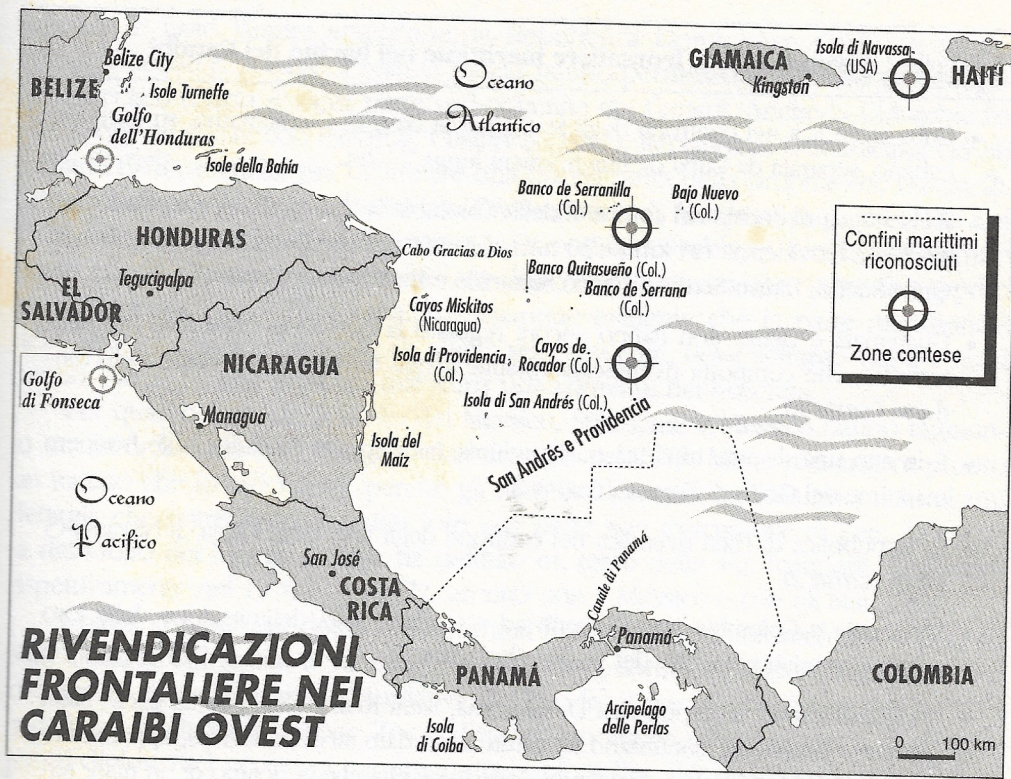 Belize City
BELIZE
Isole Turneffe
Golfo
dell'Honduras
Isole della Bahía
Oceano
Atlantico
GIAMAICA
Kingston
Isola di Navassa
(USA)
HAITI
Banco de Serranilla
(Col.)
Bajo Nuevo
(Col.)
Confini marittimi
riconosciuti
Zone contese
HONDURAS
Tegucigalpa
Cabo Gracias a Dios
EL
SALVADOR
Banco Quitasueño (Col.)
Banco de Serrana
(Col.)
Cayos Miskitos
(Nicaragua)
NICARAGUA
Isola di Providencia
(Col.)
Cayos de
Rocador (Col.)
Golfo
di Fonseca
Isola di San Andrés (Col.)
San Andrés e Providencia
Managua
Isola del
Maíz
Oceano
Pacifico
San José
COSTA
RICA
Canale di Panamá
Panamá
PANAMÁ
COLOMBIA
Isola
di Coiba
Arcipelago
delle Perlas
RIVENDICAZIONI
FRONTALIERE NEI
CARAIBI OVEST
0 100 km